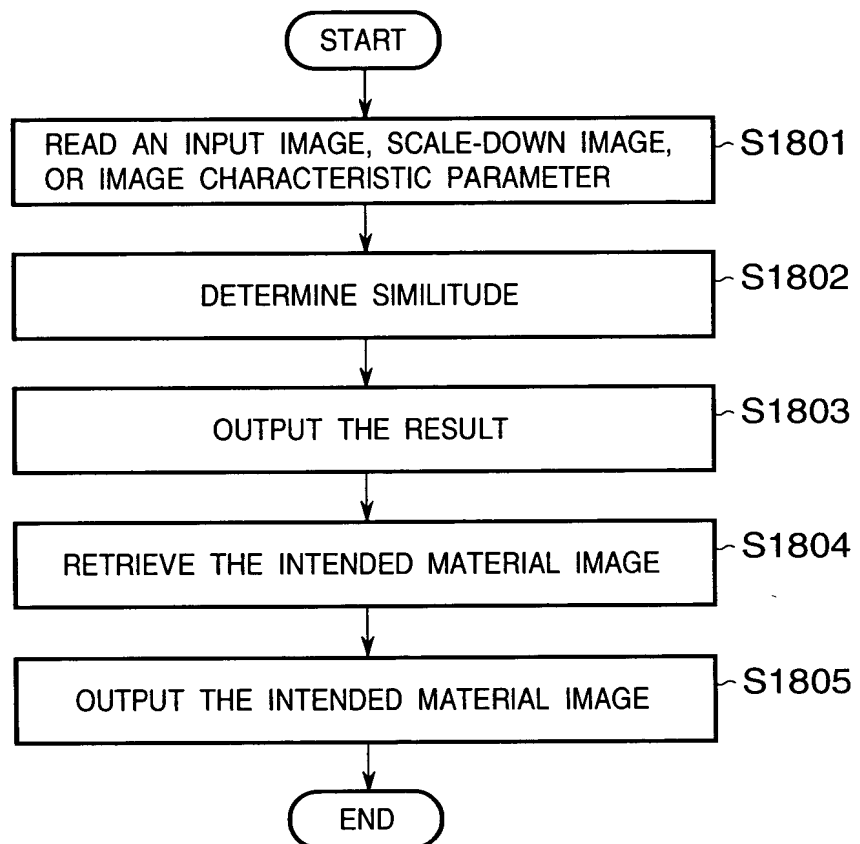 START
READ AN INPUT IMAGE, SCALE-DOWN IMAGE,
OR IMAGE CHARACTERISTIC PARAMETER
S1801
DETERMINE SIMILITUDE
S1802
OUTPUT THE RESULT
S1803
RETRIEVE THE INTENDED MATERIAL IMAGE
S1804
OUTPUT THE INTENDED MATERIAL IMAGE
S1805
END